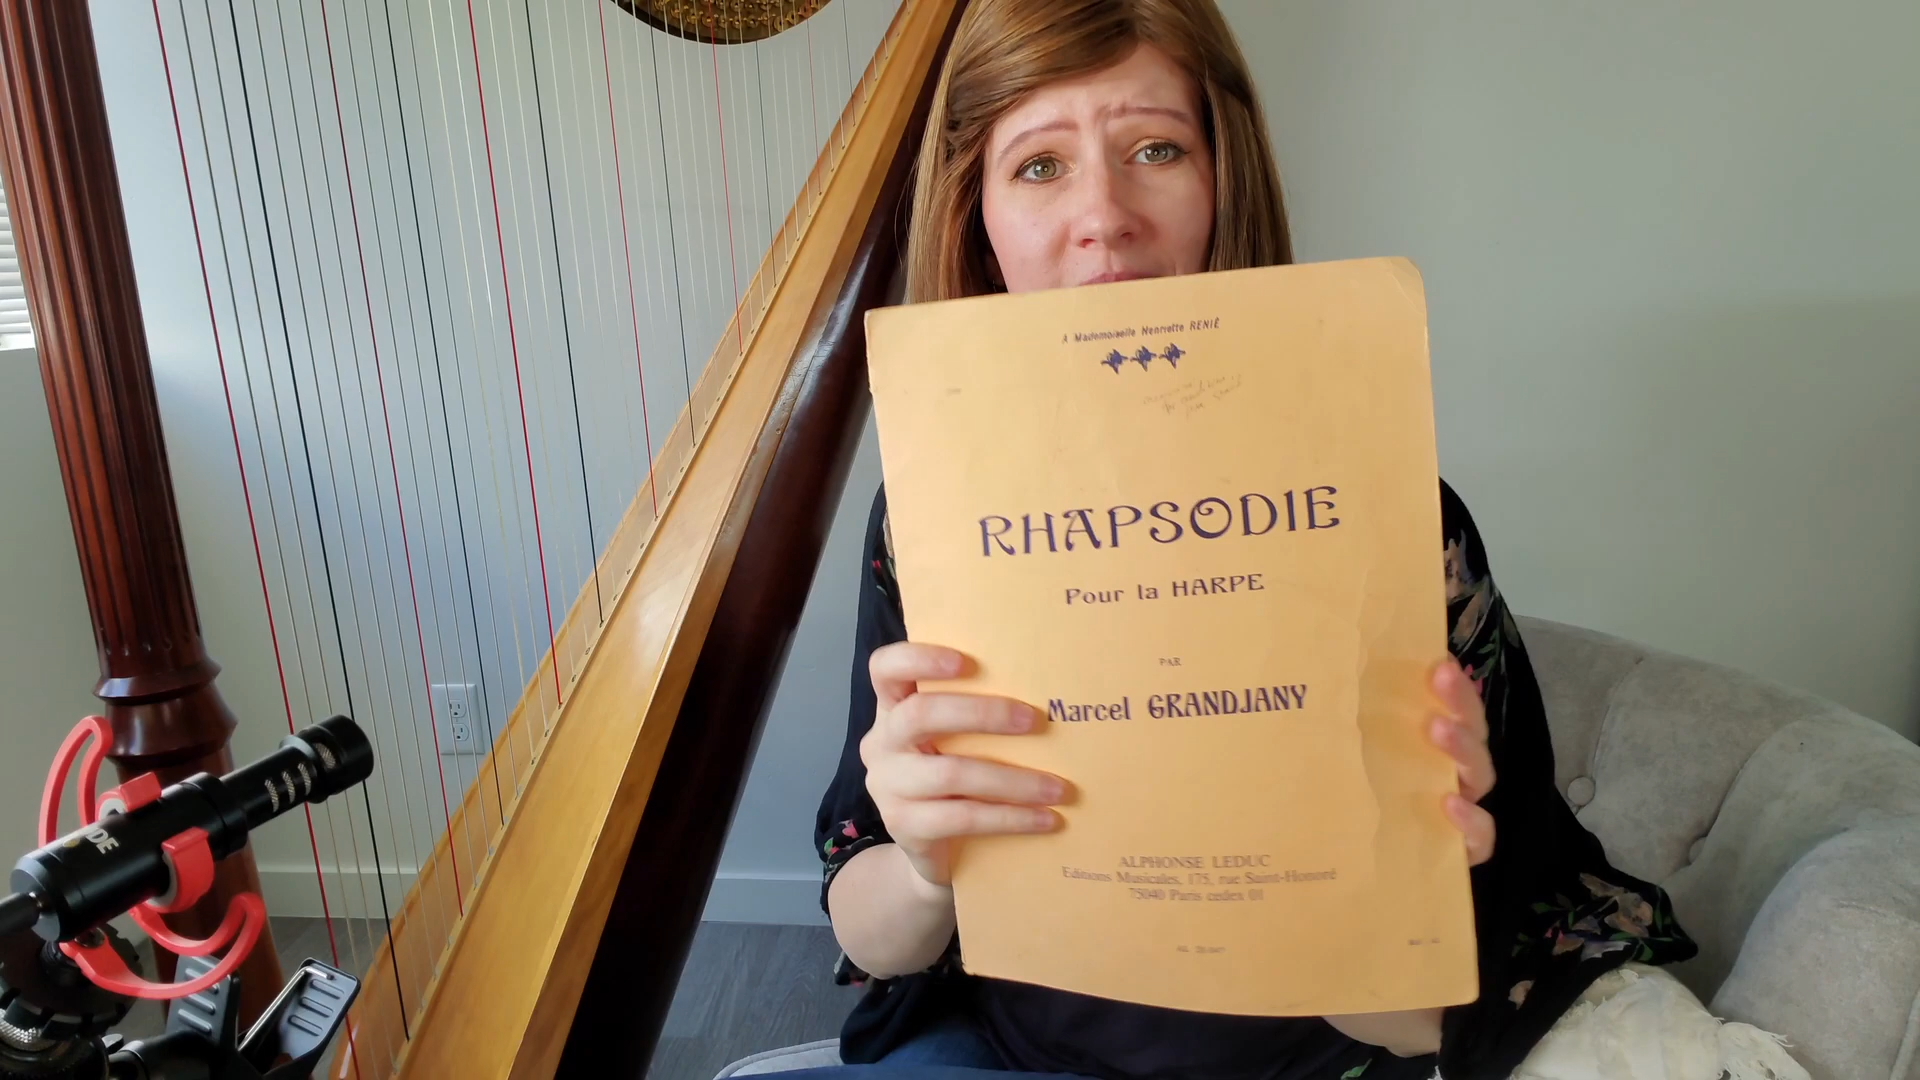 A Mademoiselle Henriette RENIÉ
RHAPSODIE
Pour la HARPE
PAR
Marcel GRANDJANY
ALPHONSE LEDUC
Editions Musicales, 175, rue Saint-Honoré
75040 Paris cedex 01